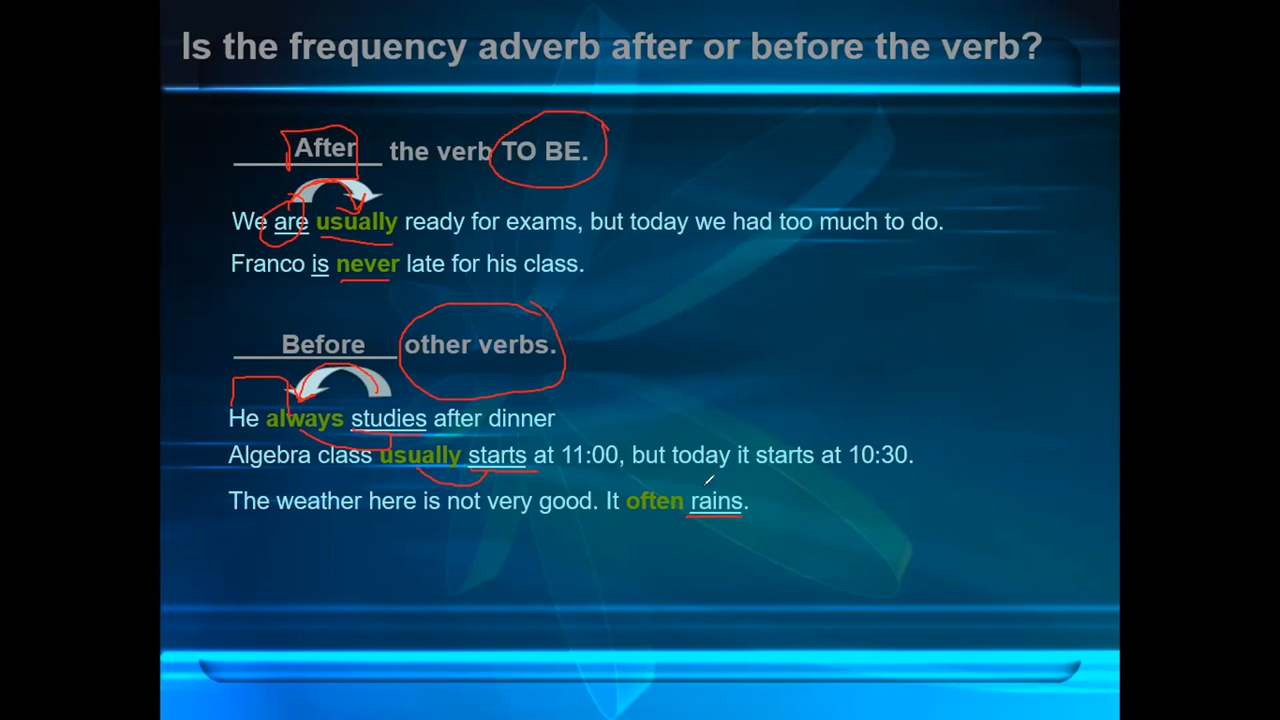 Is the frequency adverb after or before the verb?
After the verb TO BE.
We are usually ready for exams, but today we had too much to do.
Franco is never late for his class.
Before other verbs.
He always studies after dinner
Algebra class usually starts at 11:00, but today it starts at 10:30.
The weather here is not very good. It often rains.